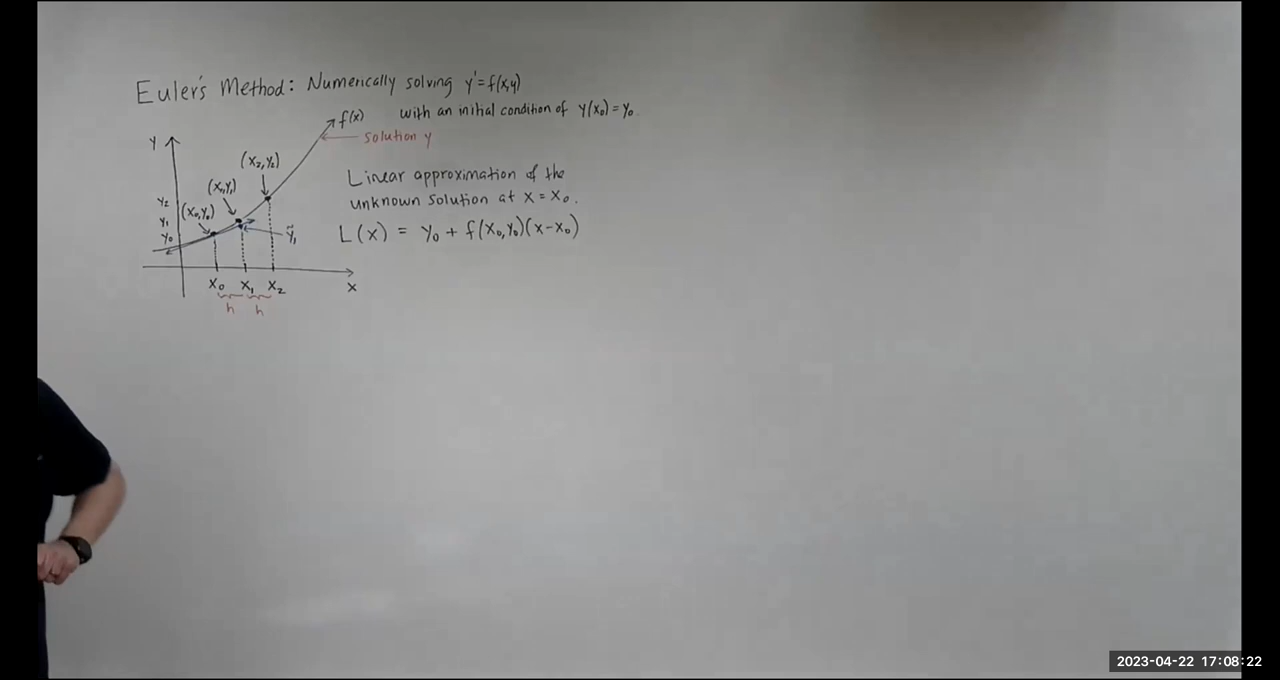 Euler's Method: Numerically solving y' = f(x,y)
with an initial condition of y(x₀) = y₀
f(x)
solution y
Y
(x₂,y₂)
(x₁,y₁)
(x₀,y₀)
y₂
y₁
y₀
ỹ₁
Linear approximation of the
unknown solution at x = x₀.
L(x) = y₀ + f(x₀,y₀)(x-x₀)
x₀ x₁ x₂ x
h h
2023-04-22 17:08:22